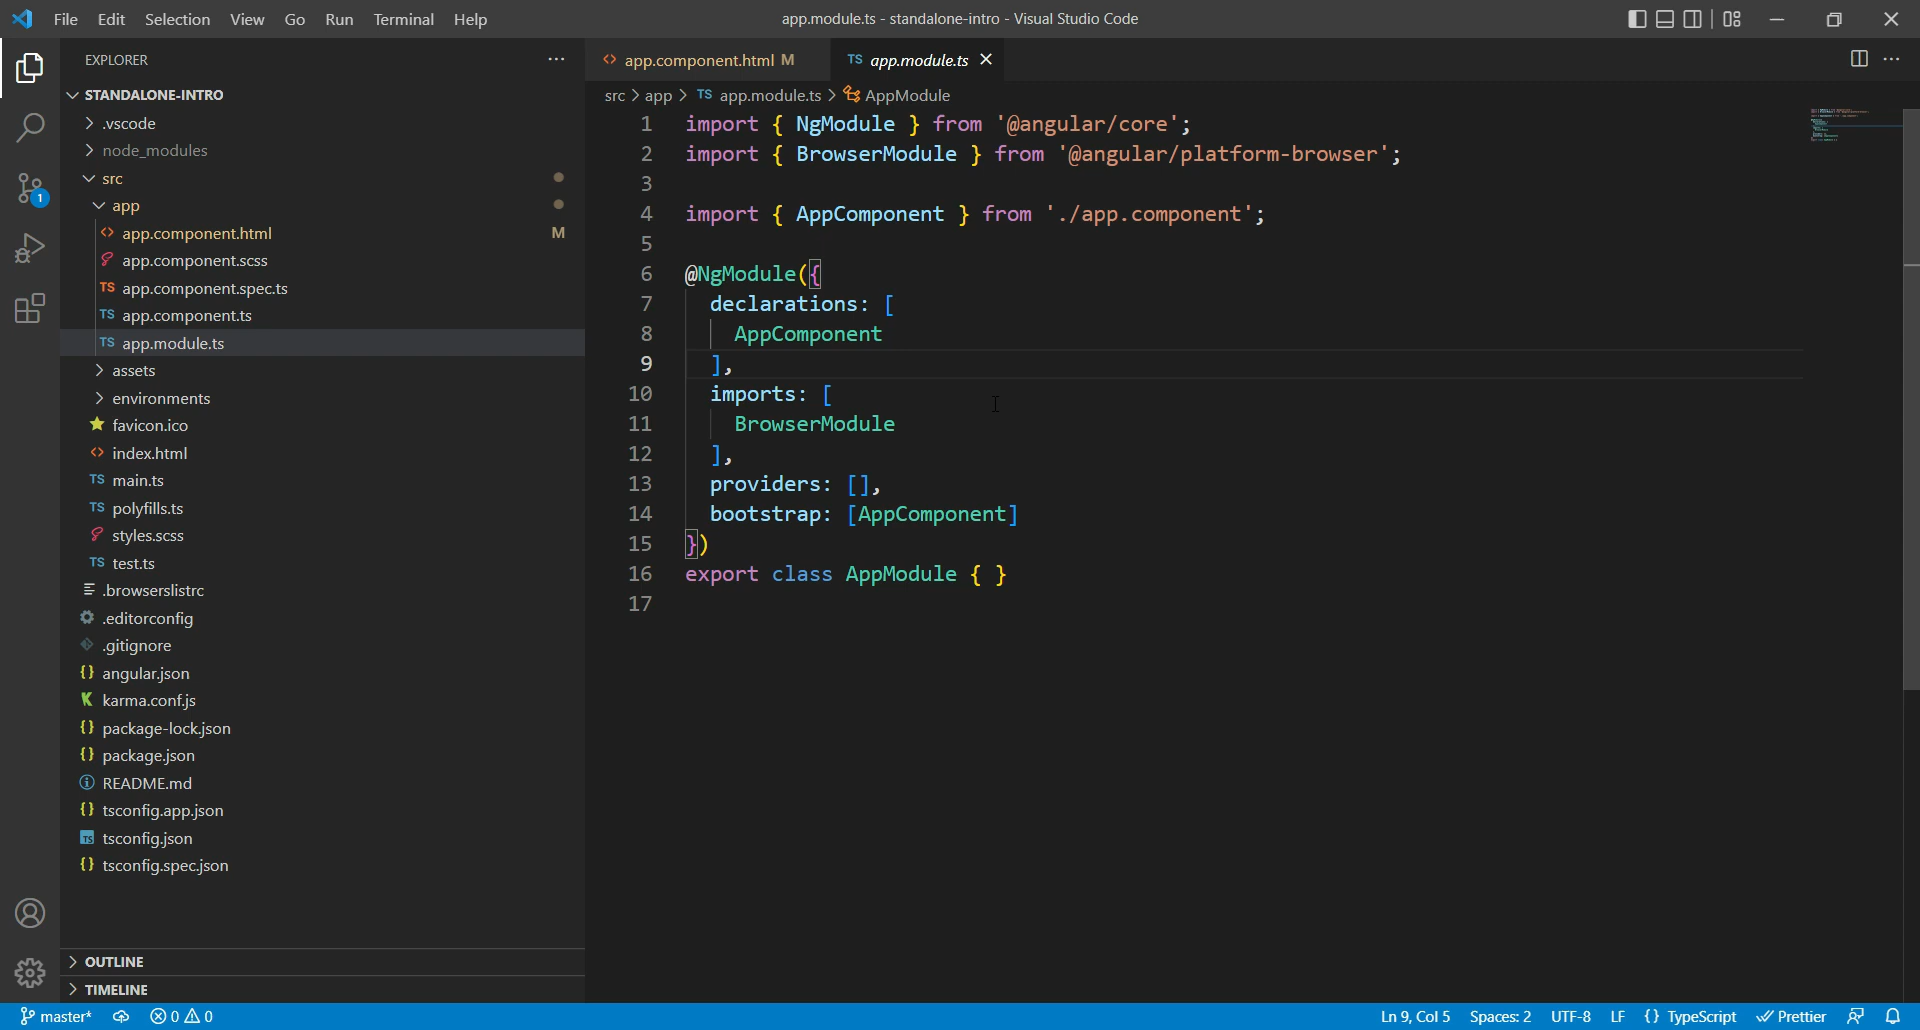 File Edit Selection View Go Run Terminal Help
app.module.ts - standalone-intro - Visual Studio Code
EXPLORER
STANDALONE-INTRO
.vscode
node_modules
src
app
app.component.html M
app.component.scss
TS app.component.spec.ts
TS app.component.ts
TS app.module.ts
assets
environments
favicon.ico
index.html
TS main.ts
TS polyfills.ts
styles.scss
TS test.ts
.browserslistrc
.editorconfig
.gitignore
angular.json
karma.conf.js
package-lock.json
package.json
README.md
tsconfig.app.json
TS tsconfig.json
tsconfig.spec.json
OUTLINE
TIMELINE
1
app.component.html M
TS app.module.ts
src > app > TS app.module.ts > AppModule
1 import { NgModule } from '@angular/core';
2 import { BrowserModule } from '@angular/platform-browser';
3
4 import { AppComponent } from './app.component';
5
6 @NgModule({
7 declarations: [
8 AppComponent
9 ],
10 imports: [
11 BrowserModule
12 ],
13 providers: [],
14 bootstrap: [AppComponent]
15 })
16 export class AppModule { }
17
master* 0 0
Ln 9, Col 5 Spaces: 2 UTF-8 LF {} TypeScript Prettier